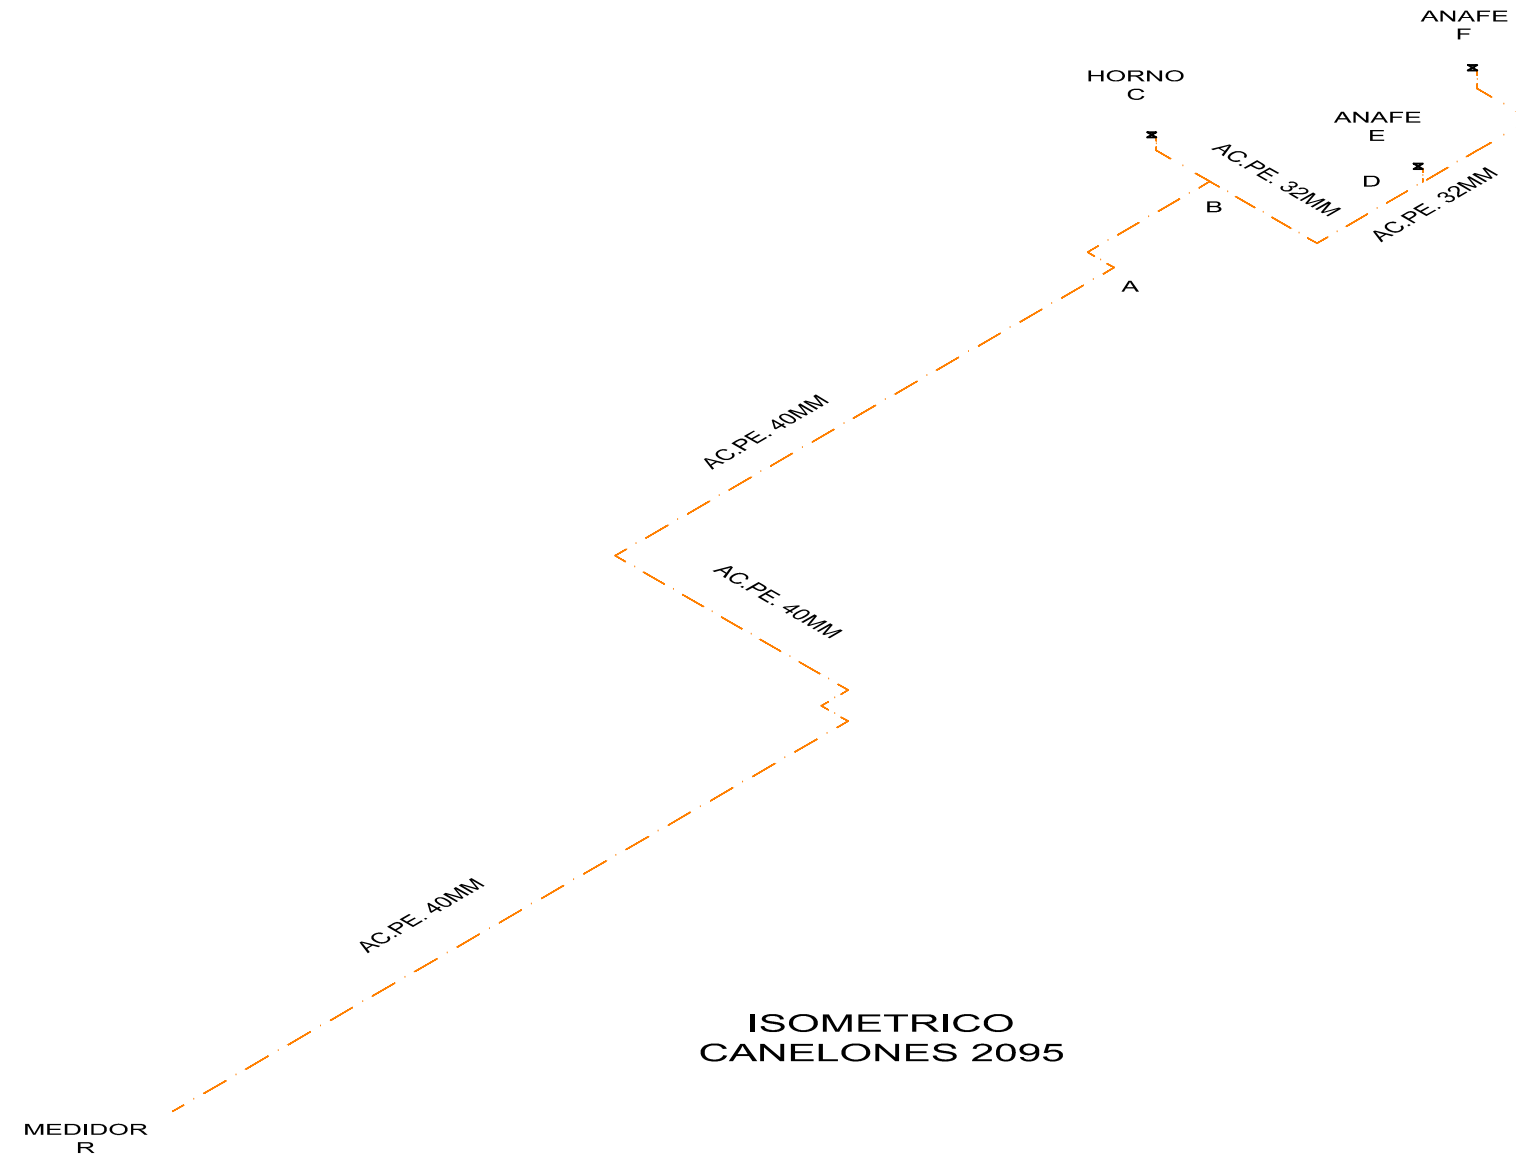 ANAFE
F
HORNO
C
ANAFE
E
AC.PE. 32MM
D
AC.PE. 32MM
B
A
AC.PE. 40MM
AC.PE. 40MM
AC.PE. 40MM
ISOMETRICO
CANELONES 2095
MEDIDOR
R